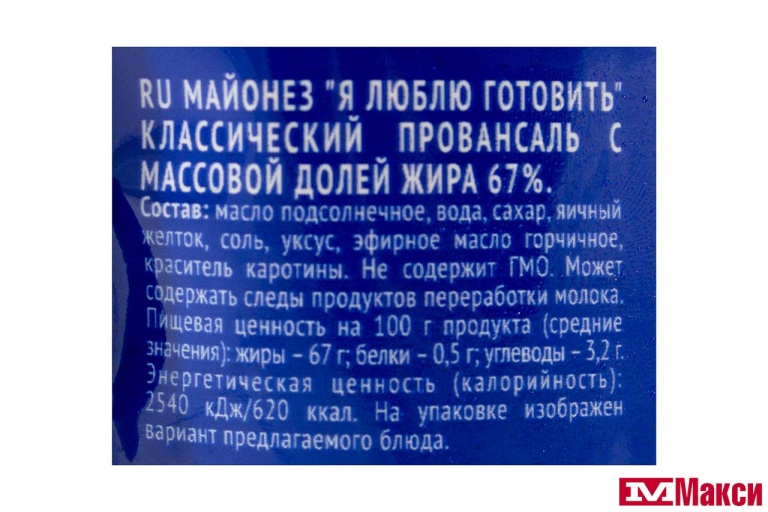 RU МАЙОНЕЗ "Я ЛЮБЛЮ ГОТОВИТЬ"
КЛАССИЧЕСКИЙ ПРОВАНСАЛЬ С
МАССОВОЙ ДОЛЕЙ ЖИРА 67%.
Состав: масло подсолнечное, вода, сахар, яичный
желток, соль, уксус, эфирное масло горчичное,
краситель каротины. Не содержит ГМО. Может
содержать следы продуктов переработки молока.
Пищевая ценность на 100 г продукта (средние
значения): жиры – 67 г; белки – 0,5 г; углеводы – 3,2 г.
Энергетическая ценность (калорийность):
2540 кДж/620 ккал. На упаковке изображен
вариант предлагаемого блюда.
Макси